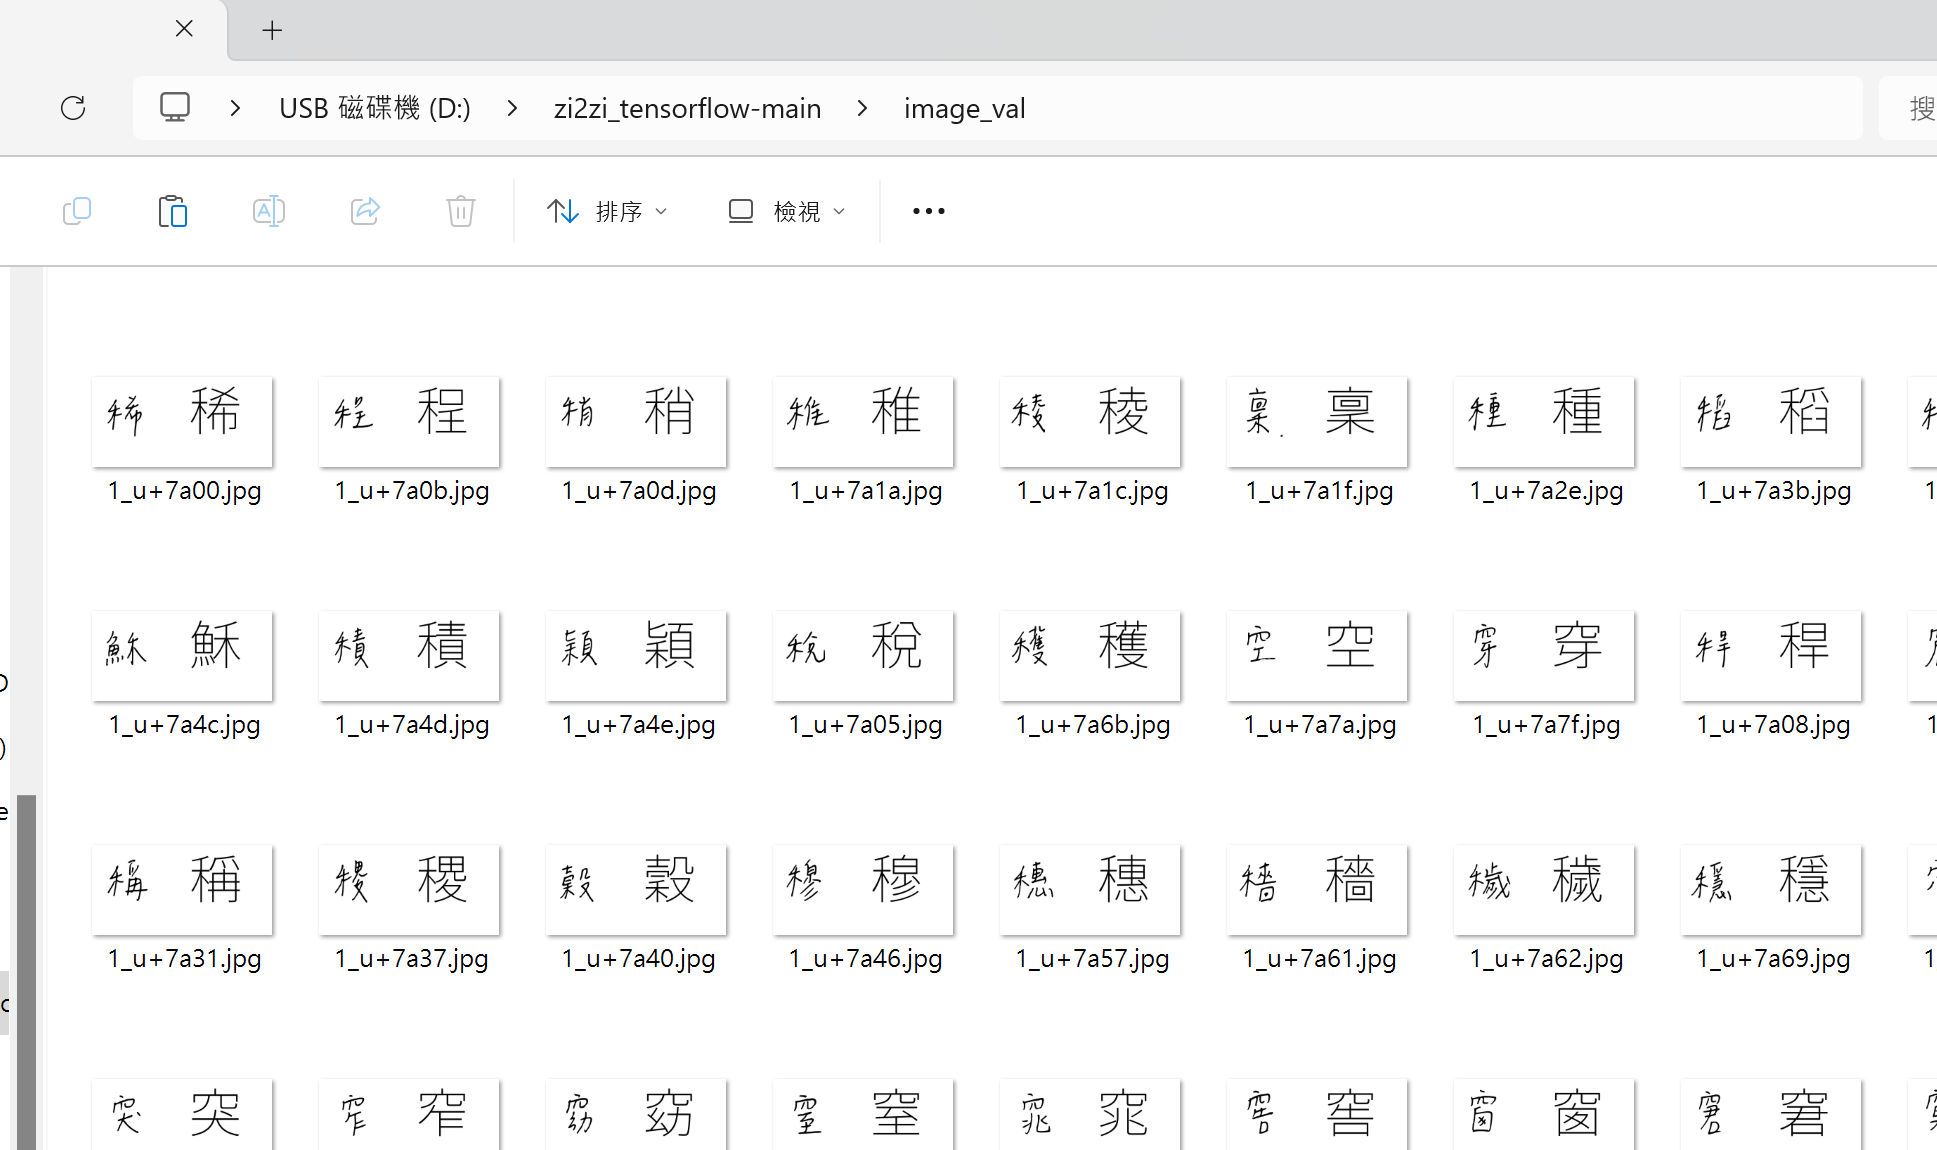 USB 磁碟機 (D:) > zi2zi_tensorflow-main > image_val
搜
排序 檢視
稀 稀 程 程 稍 稍 稚 稚 稜 稜 稟 稟 種 種 稻 稻
1_u+7a00.jpg 1_u+7a0b.jpg 1_u+7a0d.jpg 1_u+7a1a.jpg 1_u+7a1c.jpg 1_u+7a1f.jpg 1_u+7a2e.jpg 1_u+7a3b.jpg 1
穌 穌 積 積 穎 穎 稅 稅 穫 穫 空 空 穿 穿 稈 稈
1_u+7a4c.jpg 1_u+7a4d.jpg 1_u+7a4e.jpg 1_u+7a05.jpg 1_u+7a6b.jpg 1_u+7a7a.jpg 1_u+7a7f.jpg 1_u+7a08.jpg 1
稱 稱 稷 稷 穀 穀 穆 穆 穗 穗 穡 穡 穢 穢 穩 穩
1_u+7a31.jpg 1_u+7a37.jpg 1_u+7a40.jpg 1_u+7a46.jpg 1_u+7a57.jpg 1_u+7a61.jpg 1_u+7a62.jpg 1_u+7a69.jpg 1
突 突 窄 窄 窈 窈 窒 窒 窕 窕 窖 窖 窗 窗 窘 窘